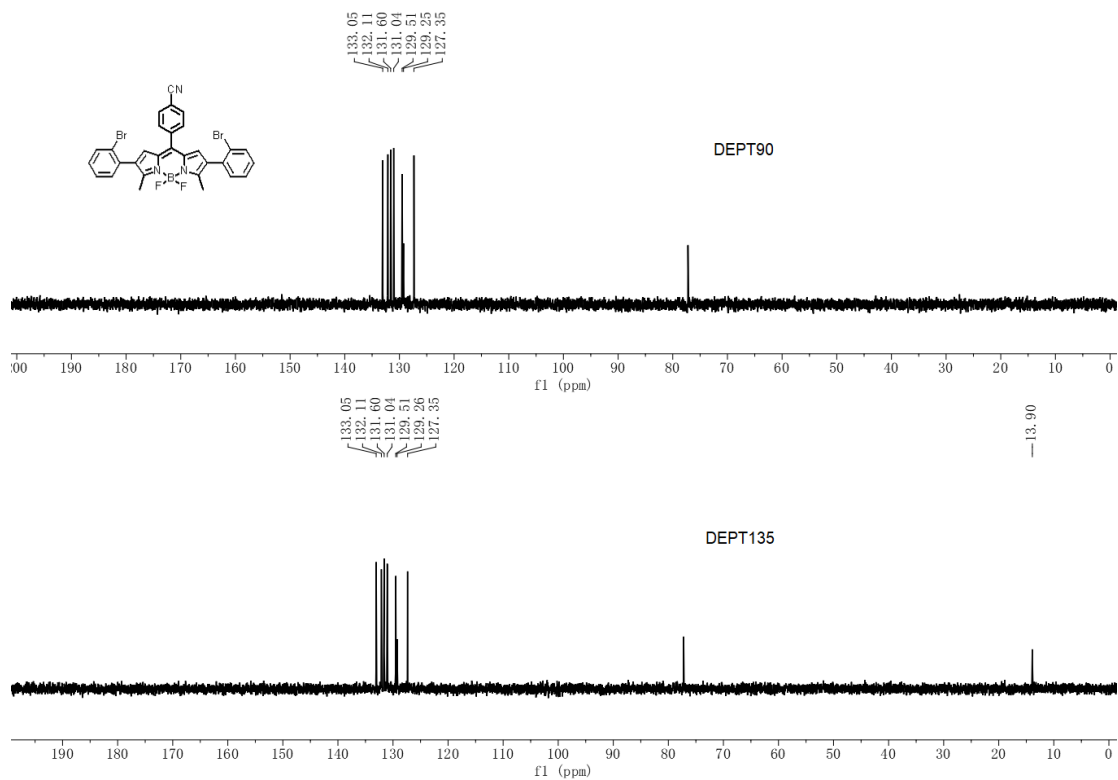 133.05
132.11
131.60
131.04
129.51
129.25
127.35
CN
Br
Br
N
N
B
F
F
DEPT90
200 190 180 170 160 150 140 130 120 110 100 90 80 70 60 50 40 30 20 10 0
f1 (ppm)
133.05
132.11
131.60
131.04
129.51
129.26
127.35
13.90
DEPT135
190 180 170 160 150 140 130 120 110 100 90 80 70 60 50 40 30 20 10 0
f1 (ppm)